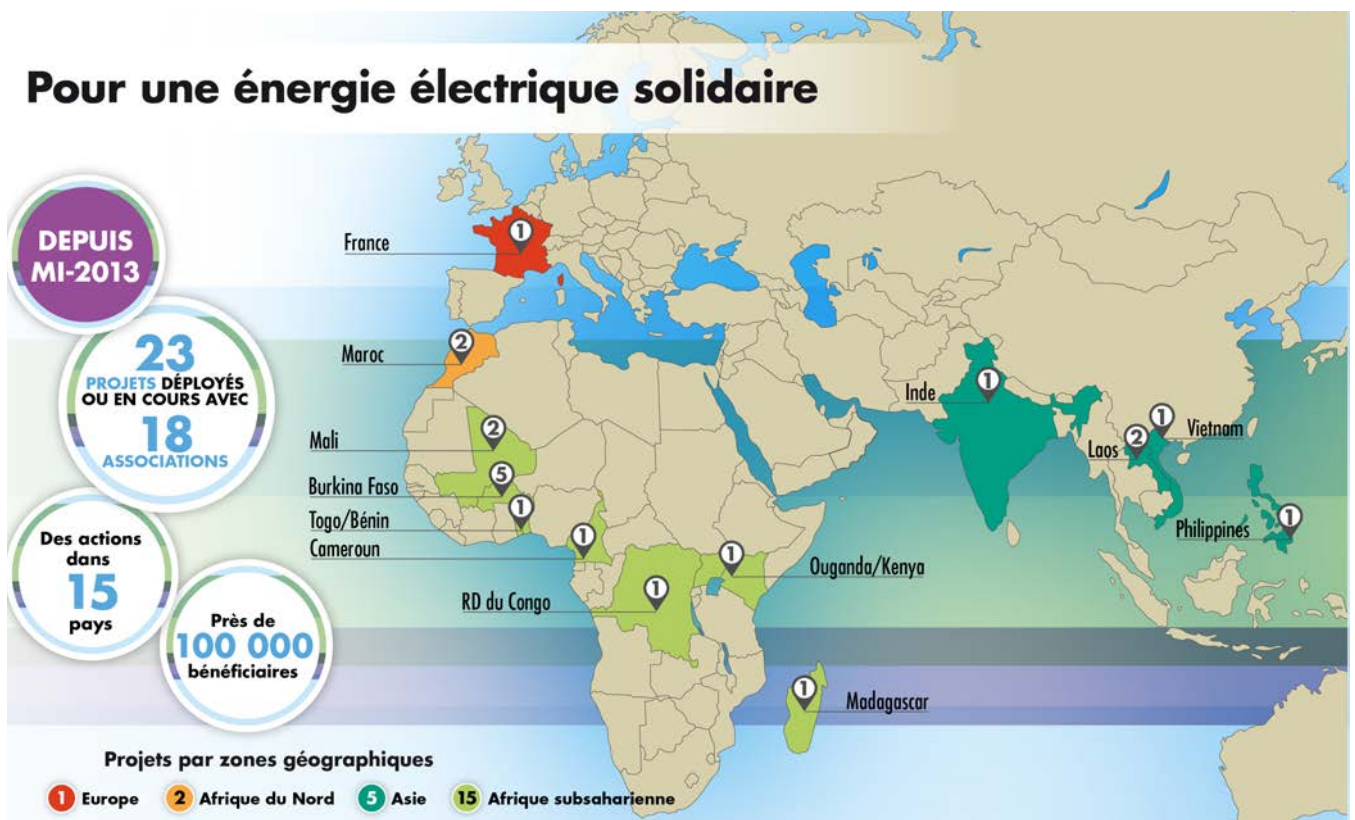 Pour une énergie électrique solidaire
DEPUIS
MI-2013
23
PROJETS DÉPLOYÉS
OU EN COURS AVEC
18
ASSOCIATIONS
Des actions
dans
15
pays
Près de
100 000
bénéficiaires
France
1
Maroc
2
Mali
2
Burkina Faso
5
Togo/Bénin
1
Cameroun
1
RD du Congo
1
Ouganda/Kenya
1
Madagascar
1
Inde
1
Laos
2
Vietnam
1
Philippines
1
Projets par zones géographiques
1 Europe 2 Afrique du Nord 5 Asie 15 Afrique subsaharienne